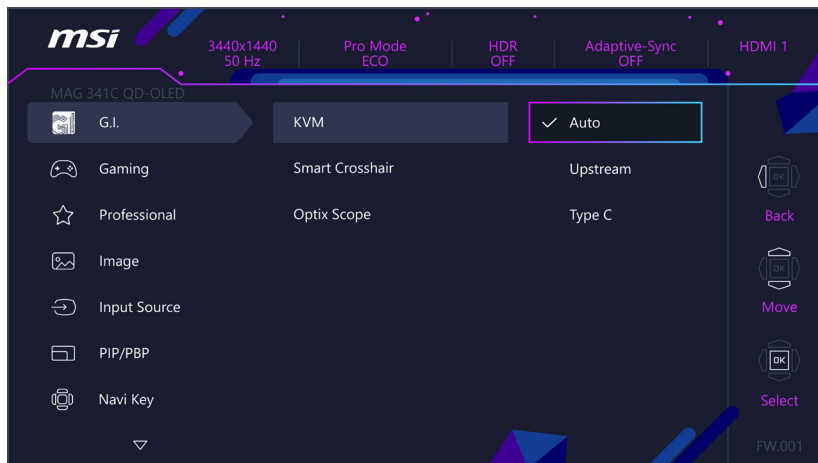 msi
3440x1440
50 Hz
Pro Mode
ECO
HDR
OFF
Adaptive-Sync
OFF
HDMI 1
MAG 341C QD-OLED
G.I.
KVM
Auto
Gaming
Smart Crosshair
Upstream
Professional
Optix Scope
Type C
Image
Input Source
PIP/PBP
Navi Key
OK
Back
OK
Move
OK
Select
FW.001